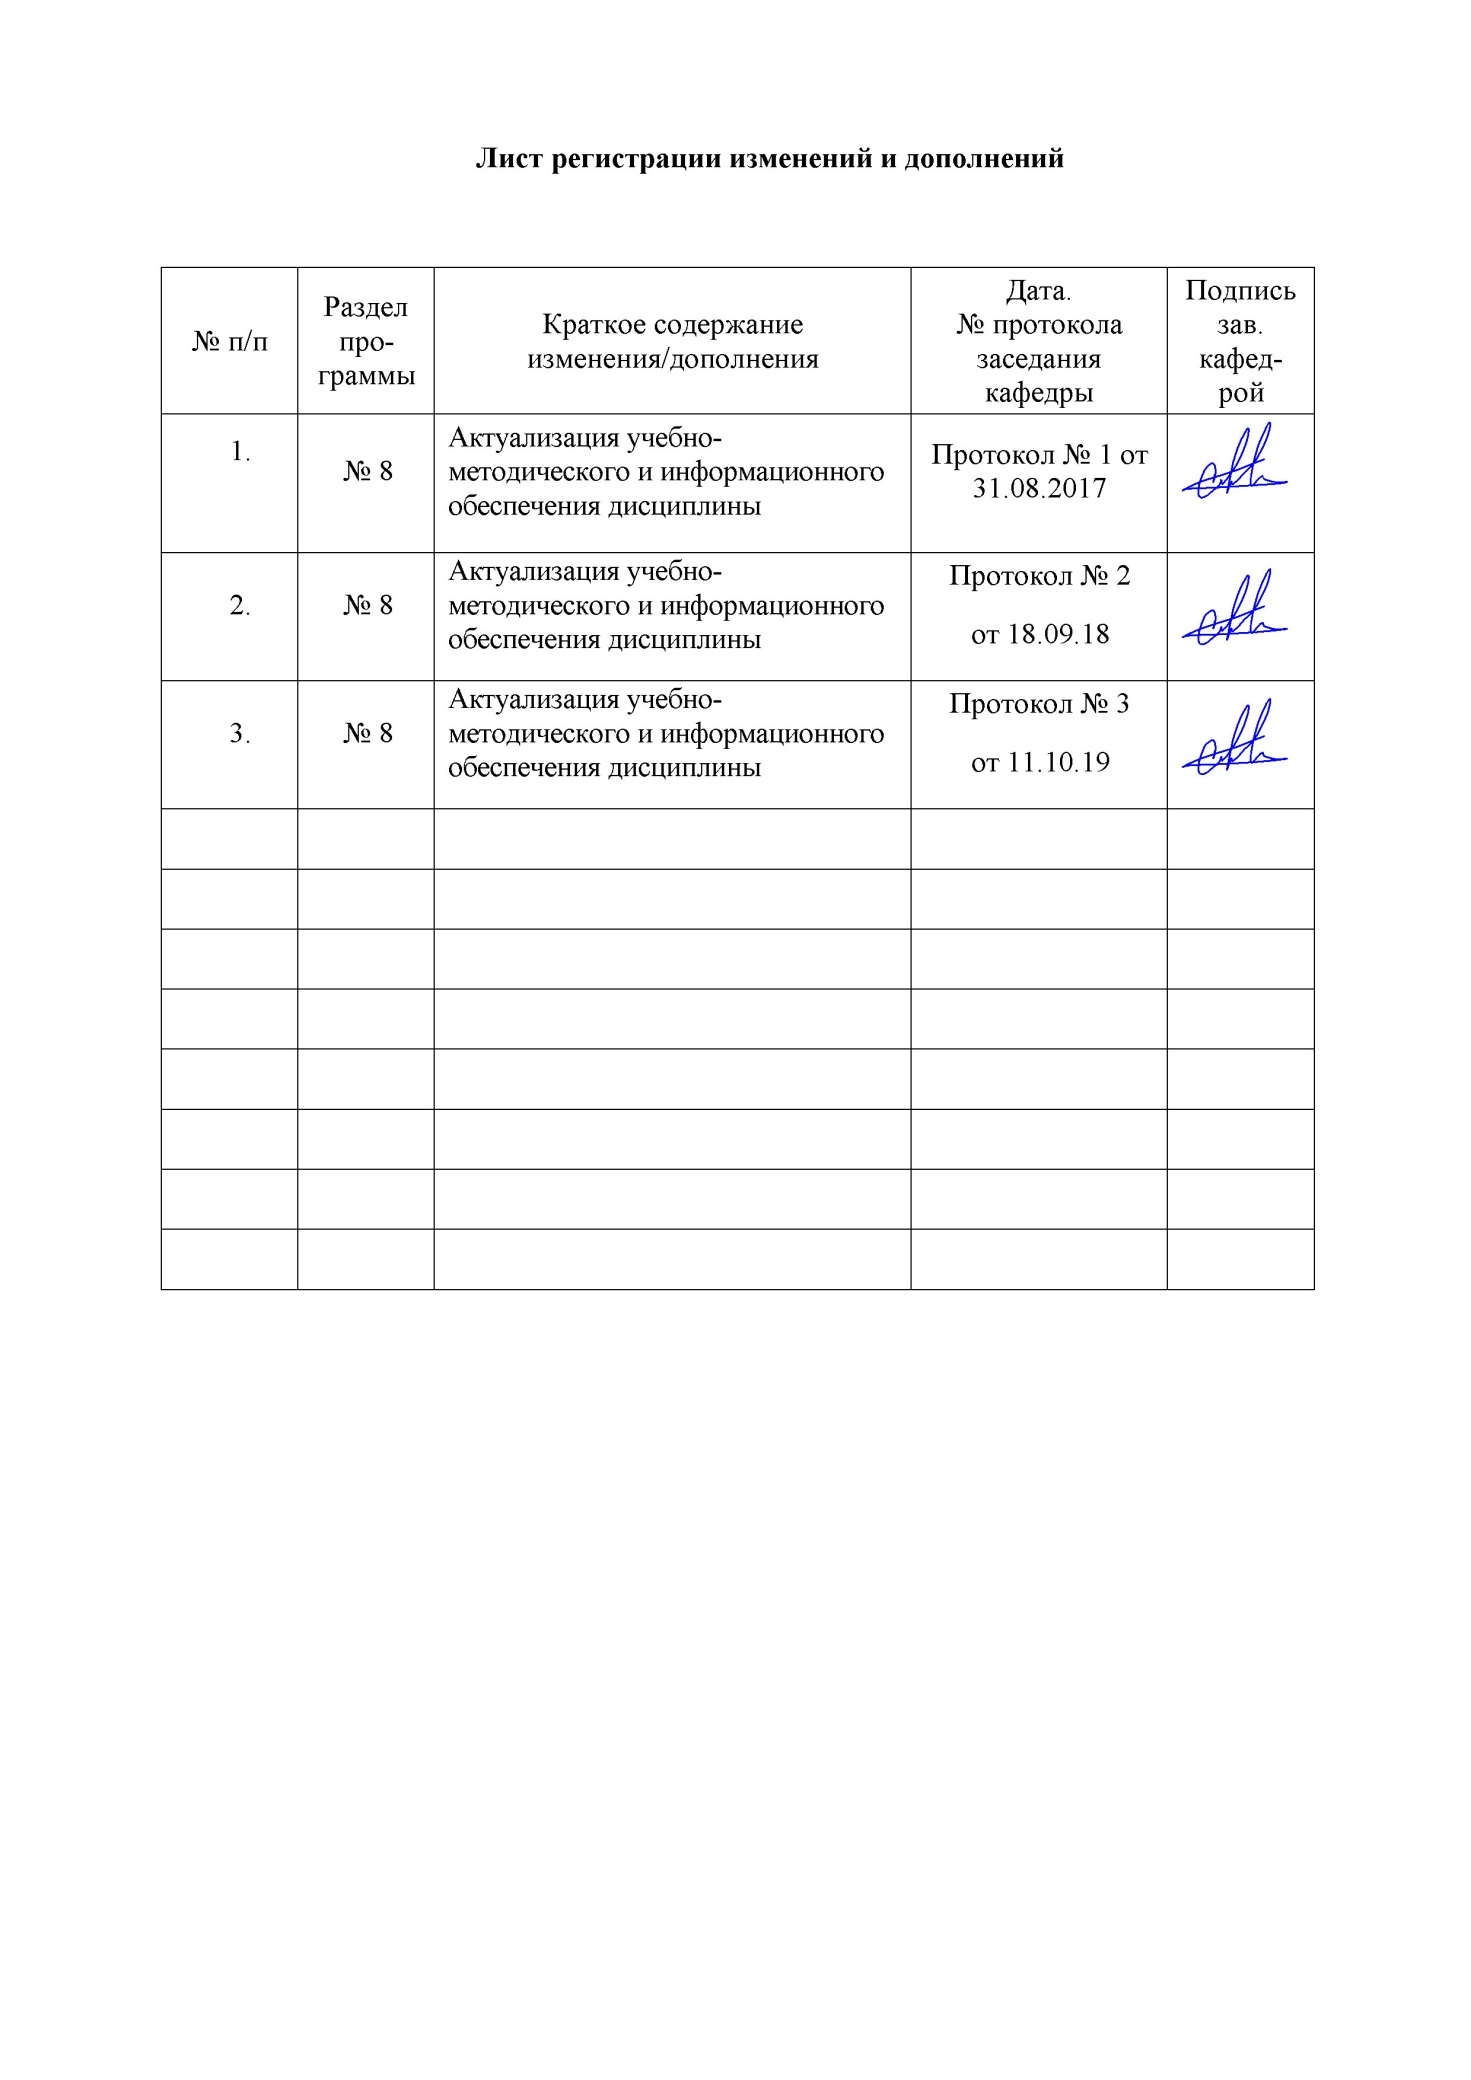 Лист регистрации изменений и дополнений
№ п/п
Раздел
про-
граммы
Краткое содержание
изменения/дополнения
Дата.
№ протокола
заседания
кафедры
Подпись
зав.
кафед-
рой
1.
№ 8
Актуализация учебно-
методического и информационного
обеспечения дисциплины
Протокол № 1 от
31.08.2017
2.
№ 8
Актуализация учебно-
методического и информационного
обеспечения дисциплины
Протокол № 2
от 18.09.18
3.
№ 8
Актуализация учебно-
методического и информационного
обеспечения дисциплины
Протокол № 3
от 11.10.19